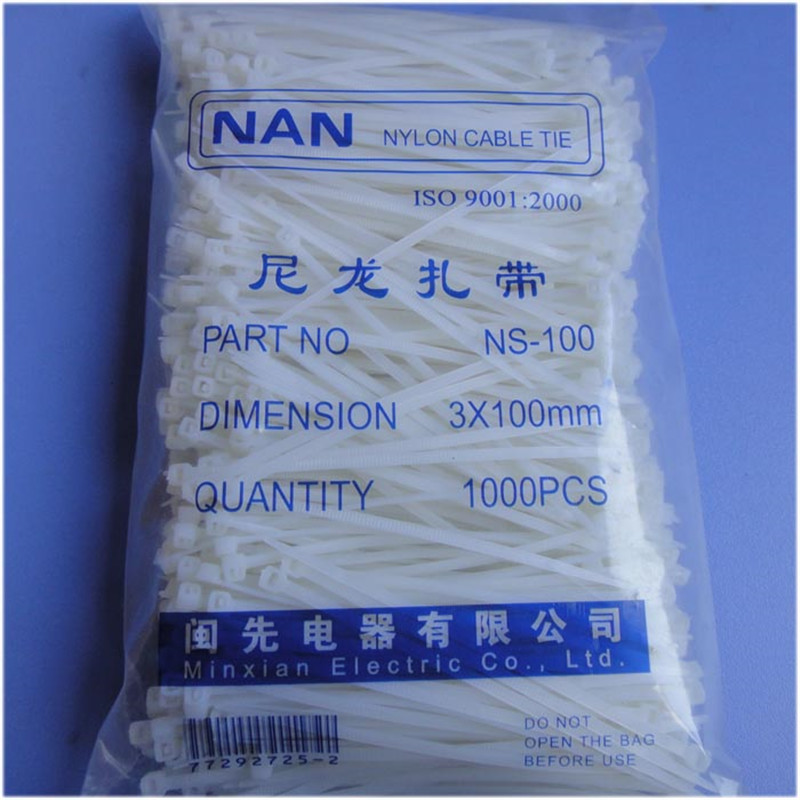 NAN NYLON CABLE TIE
ISO 9001:2000
尼龙扎带
PART NO NS-100
DIMENSION 3X100mm
QUANTITY 1000PCS
闽先电器有限公司
Minxian Electric Co., Ltd.
77292725-2
DO NOT
OPEN THE BAG
BEFORE USE